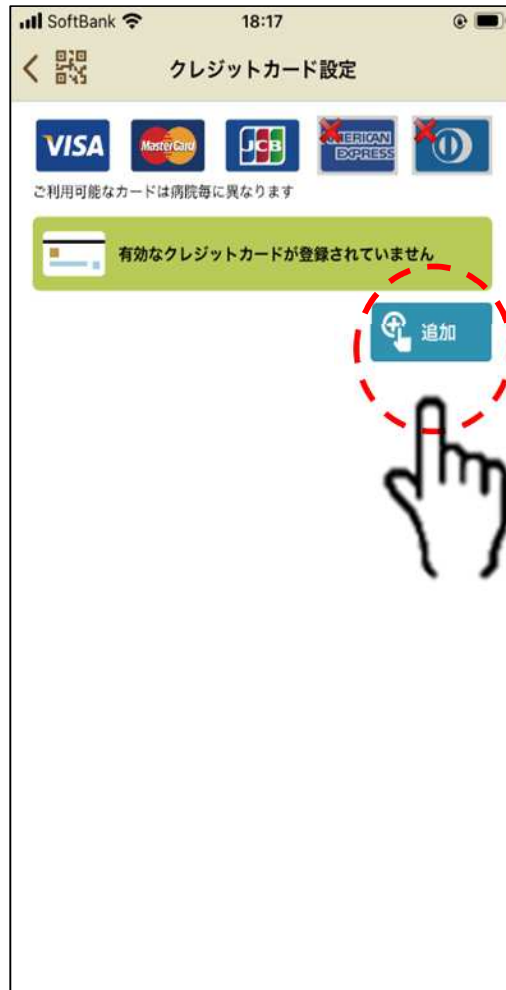 SoftBank 18:17
クレジットカード設定
VISA MasterCard JCB AMERICAN EXPRESS
ご利用可能なカードは病院毎に異なります
有効なクレジットカードが登録されていません
追加